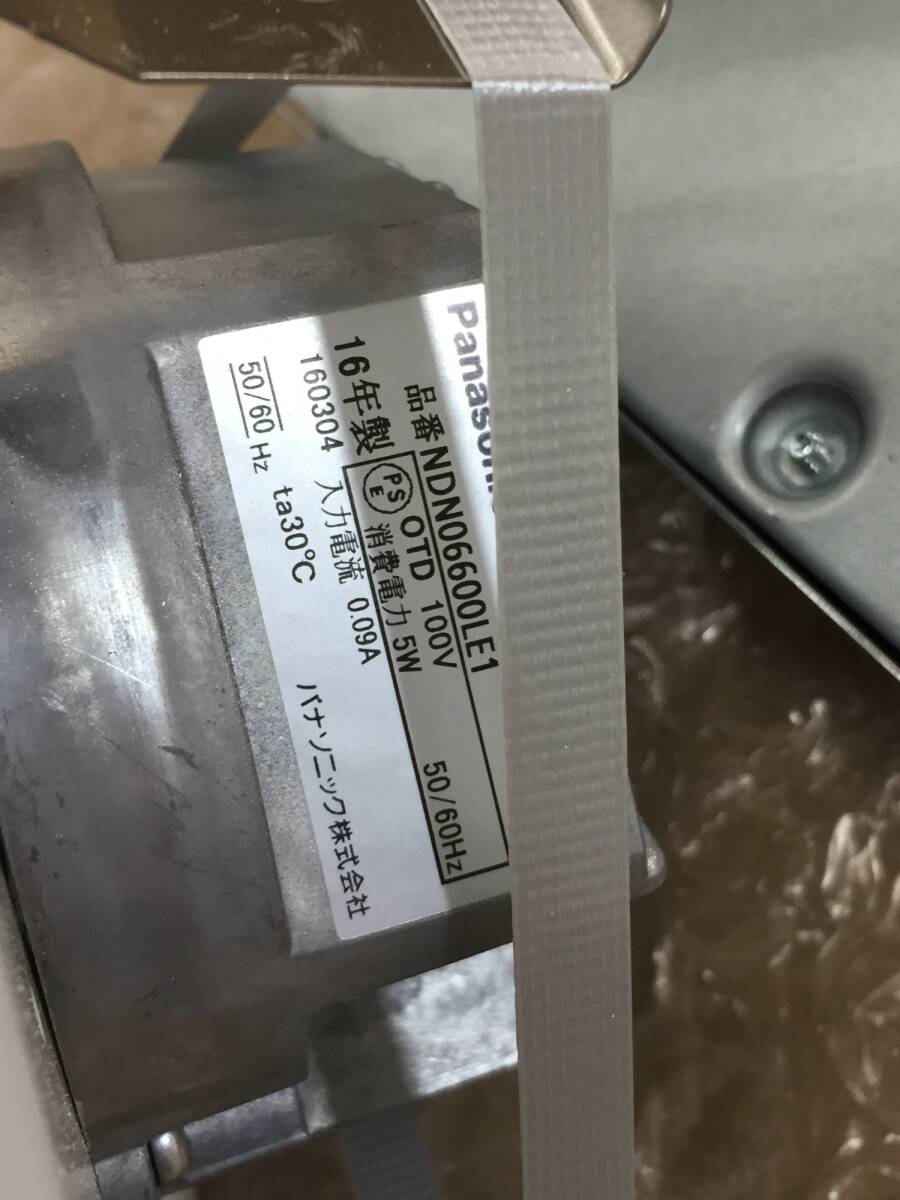 Panasonic
品番NDN06600LE1
16年製
PS
E
OTD 100V 50/60Hz
消費電力 5W
160304 入力電流 0.09A
50/60 Hz ta30℃ パナソニック株式会社